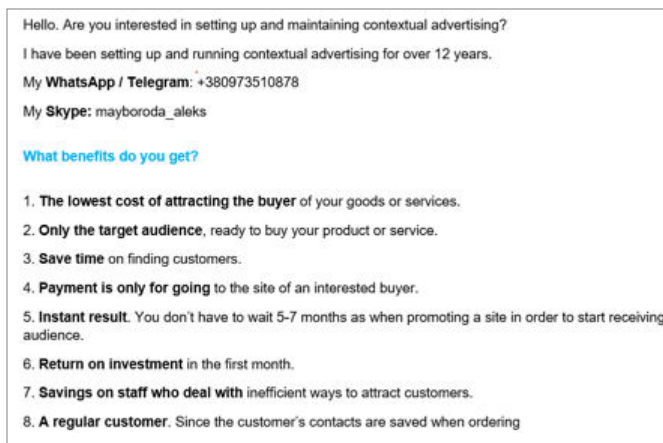 Hello. Are you interested in setting up and maintaining contextual advertising?
I have been setting up and running contextual advertising for over 12 years.
My WhatsApp / Telegram: +380973510878
My Skype: mayboroda_aleks
What benefits do you get?
1. The lowest cost of attracting the buyer of your goods or services.
2. Only the target audience, ready to buy your product or service.
3. Save time on finding customers.
4. Payment is only for going to the site of an interested buyer.
5. Instant result. You don't have to wait 5-7 months as when promoting a site in order to start receiving
audience.
6. Return on investment in the first month.
7. Savings on staff who deal with inefficient ways to attract customers.
8. A regular customer. Since the customer's contacts are saved when ordering